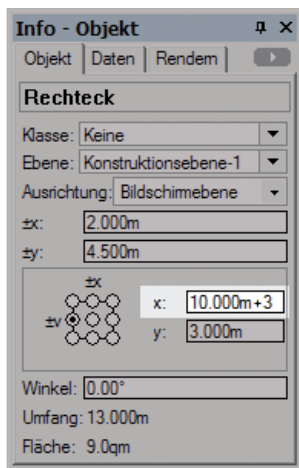 Info - Objekt
Objekt Daten Rendern
Rechteck
Klasse: Keine
Ebene: Konstruktionsebene-1
Ausrichtung: Bildschirmebene
±x: 2.000m
±y: 4.500m
±x
±y
x: 10.000m+3
y: 3.000m
Winkel: 0.00°
Umfang: 13.000m
Fläche: 9.0qm